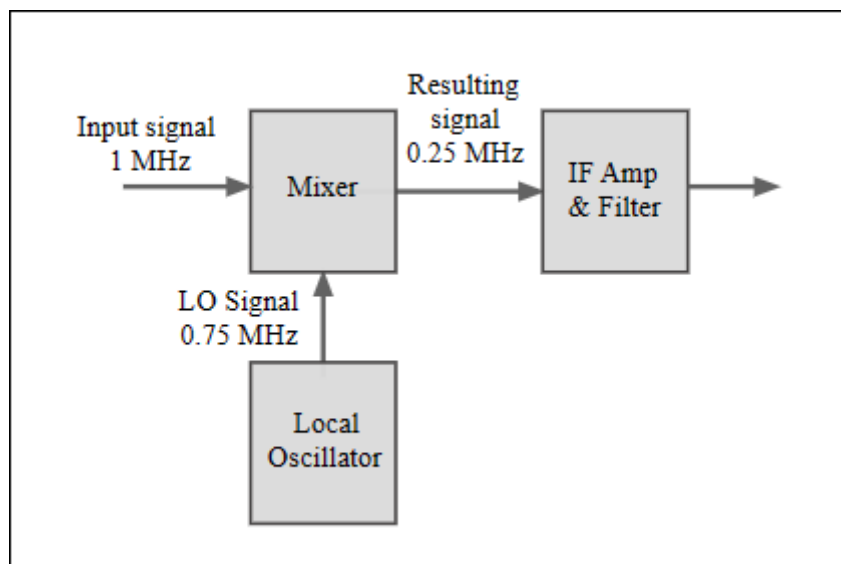 Input signal
1 MHz
Mixer
Resulting
signal
0.25 MHz
IF Amp
& Filter
LO Signal
0.75 MHz
Local
Oscillator